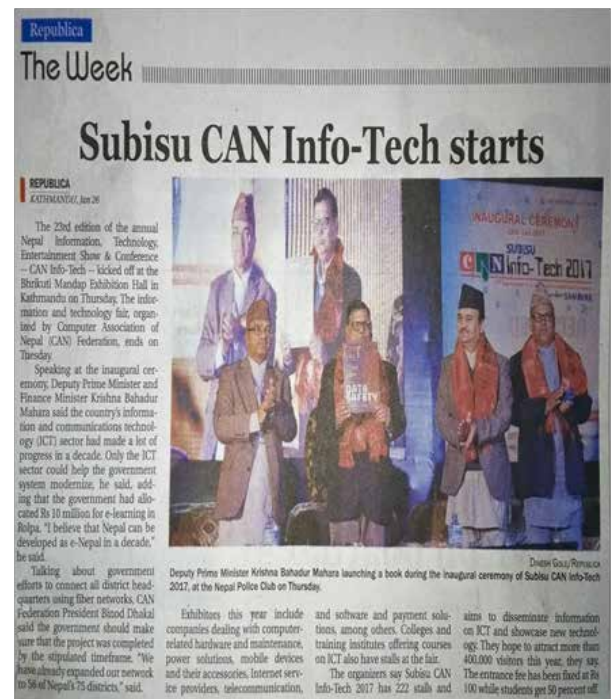 Republica
The Week
Subisu CAN Info-Tech starts
REPUBLICA
KATHMANDU, Jan 26
The 23rd edition of the annual
Nepal Information, Technology,
Entertainment Show & Conference
-- CAN Info-Tech -- kicked off at the
Bhrikuti Mandap Exhibition Hall in
Kathmandu on Thursday. The infor-
mation and technology fair, organ-
ized by Computer Association of
Nepal (CAN) Federation, ends on
Tuesday.
Speaking at the inaugural cer-
emony, Deputy Prime Minister and
Finance Minister Krishna Bahadur
Mahara said the country's informa-
tion and communications technol-
ogy (ICT) sector had made a lot of
progress in a decade. Only the ICT
sector could help the government
system modernize, he said, add-
ing that the government had allo-
cated Rs 10 million for e-learning in
Rolpa. "I believe that Nepal can be
developed as e-Nepal in a decade,"
he said.
Talking about government
efforts to connect all district head-
quarters using fiber networks, CAN
Federation President Binod Dhakal
said the government should make
sure that the project was completed
by the stipulated timeframe. "We
have already expanded our network
to 56 of Nepal's 75 districts," said.
INAUGURAL CEREMONY
SUBISU
CAN Info-Tech 2017
DATA
SAFETY
DINESH GOLE/REPUBLICA
Deputy Prime Minister Krishna Bahadur Mahara launching a book during the inaugural ceremony of Subisu CAN Info-Tech
2017, at the Nepal Police Club on Thursday.
Exhibitors this year include
companies dealing with computer-
related hardware and maintenance,
power solutions, mobile devices
and their accessories, Internet serv-
ice providers, telecommunication,
and software and payment solu-
tions, among others. Colleges and
training institutes offering courses
on ICT also have stalls at the fair.
The organizers say Subisu CAN
Info-Tech 2017 has 222 stalls and
aims to disseminate information
on ICT and showcase new technol-
ogy. They hope to attract more than
400,000 visitors this year, they say.
The entrance fee has been fixed at Rs
100 while students get 50 percent off.